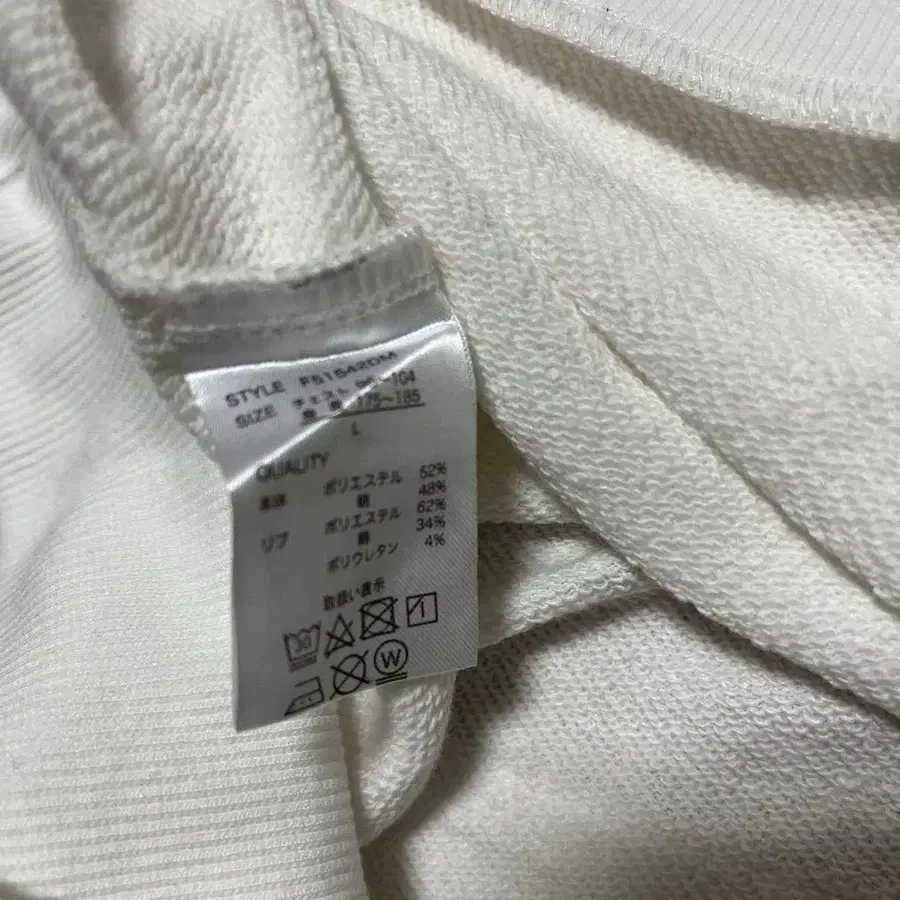 STYLE F51542DM
SIZE チェスト 96~104
身長 175~185
L
QUALITY
本体 ポリエステル 52%
綿 48%
リブ ポリエステル 62%
綿 34%
ポリウレタン 4%
取扱い表示
30
W